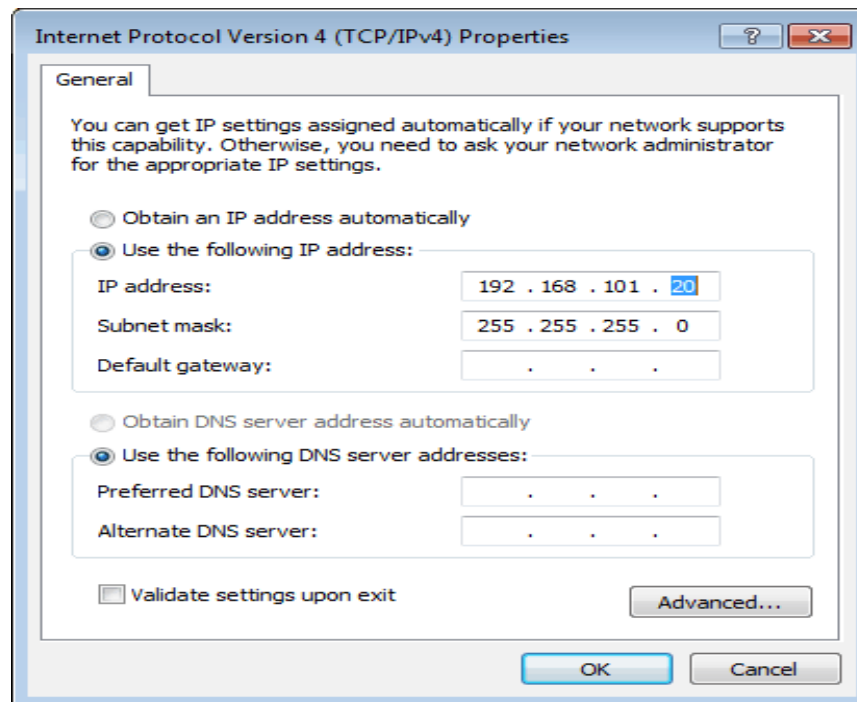 Internet Protocol Version 4 (TCP/IPv4) Properties
?
General
You can get IP settings assigned automatically if your network supports
this capability. Otherwise, you need to ask your network administrator
for the appropriate IP settings.
Obtain an IP address automatically
Use the following IP address:
IP address: 192 . 168 . 101 . 20
Subnet mask: 255 . 255 . 255 . 0
Default gateway: . . .
Obtain DNS server address automatically
Use the following DNS server addresses:
Preferred DNS server: . . .
Alternate DNS server: . . .
Validate settings upon exit
Advanced...
OK Cancel